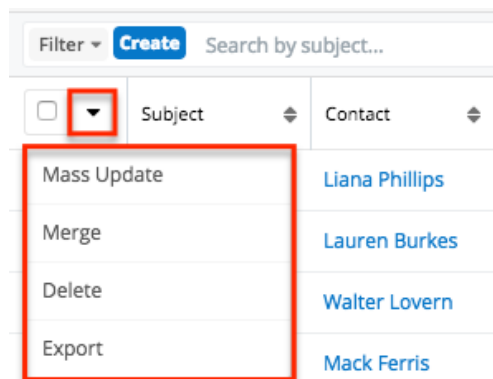 Filter Create Search by subject...
Subject Contact
Mass Update Liana Phillips
Merge Lauren Burkes
Delete Walter Lovern
Export Mack Ferris